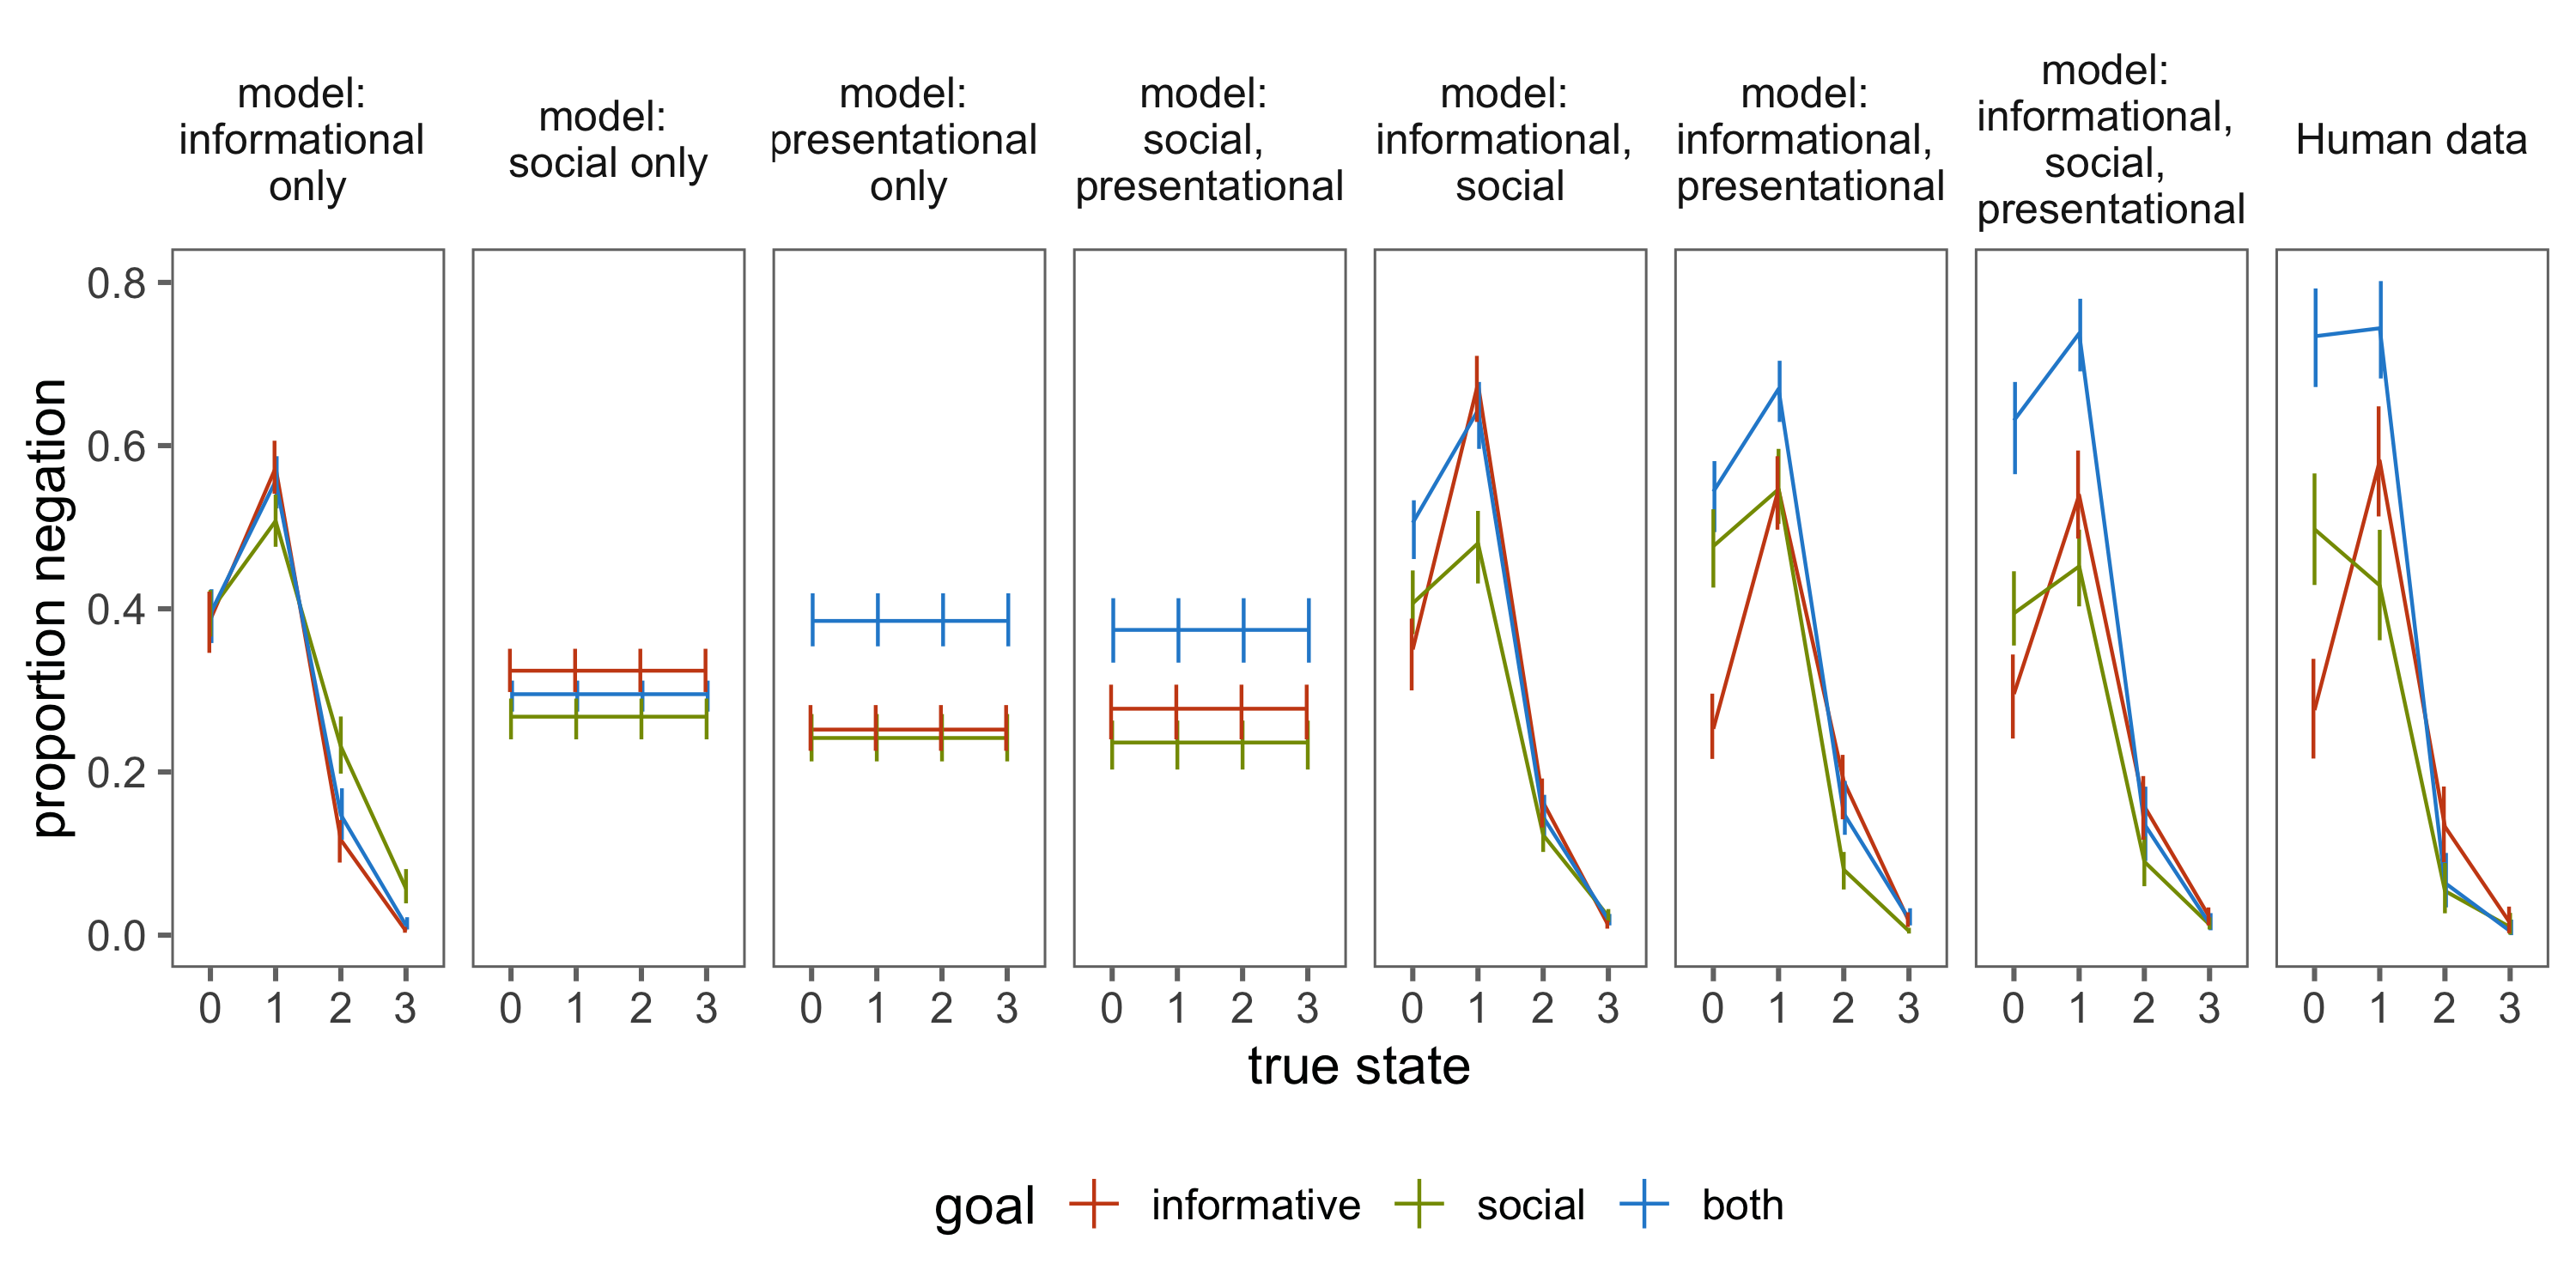 model:
informational
only
model:
social only
model:
presentational
only
model:
social,
presentational
model:
informational,
social
model:
informational,
presentational
model:
informational,
social,
presentational
Human data
proportion negation
0.8
0.6
0.4
0.2
0.0
0 1 2 3
0 1 2 3
0 1 2 3
0 1 2 3
0 1 2 3
0 1 2 3
0 1 2 3
0 1 2 3
true state
goal informative social both